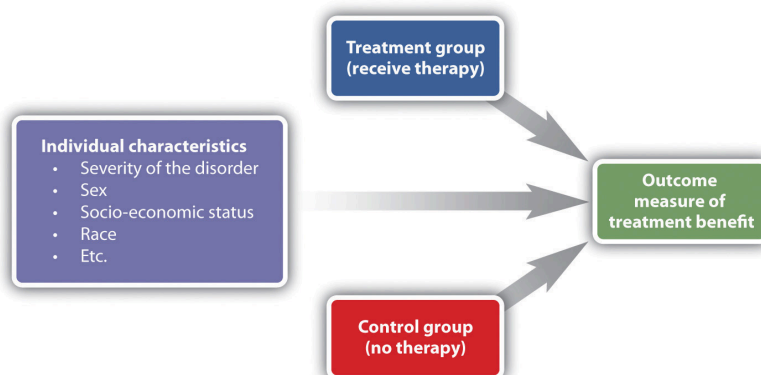 Treatment group
(receive therapy)
Individual characteristics
• Severity of the disorder
• Sex
• Socio-economic status
• Race
• Etc.
Outcome
measure of
treatment benefit
Control group
(no therapy)